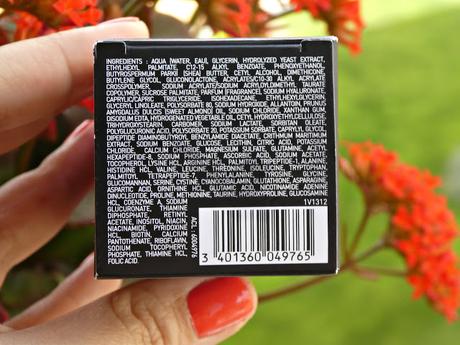 INGREDIENTS : AQUA (WATER, EAU), GLYCERIN, HYDROLYZED YEAST EXTRACT,
ETHYLHEXYL PALMITATE, C12-15 ALKYL BENZOATE, PHENOXYETHANOL,
BUTYROSPERMUM PARKII (SHEA) BUTTER, CETYL ALCOHOL, DIMETHICONE,
BUTYLENE GLYCOL, GLUCONOLACTONE, ACRYLATES/C10-30 ALKYL ACRYLATE
CROSSPOLYMER, SODIUM ACRYLATE/SODIUM ACRYLOYLDIMETHYL TAURATE
COPOLYMER, SUCROSE PALMITATE, PARFUM (FRAGRANCE), SODIUM HYALURONATE,
CAPRYLIC/CAPRIC TRIGLYCERIDE, ISOHEXADECANE, ETHYLHEXYLGLYCERIN,
GLYCERYL LINOLEATE, POLYSORBATE 80, SODIUM HYDROXIDE, ALLANTOIN, PRUNUS
AMYGDALUS DULCIS (SWEET ALMOND) OIL, SODIUM CHLORIDE, XANTHAN GUM,
DISODIUM EDTA, HYDROGENATED VEGETABLE OIL, CETYL HYDROXYETHYLCELLULOSE,
TRIHYDROXYSTEARIN, CARBOMER, SODIUM LACTATE, SORBITAN OLEATE,
POLYGLUCURONIC ACID, POLYSORBATE 20, POTASSIUM SORBATE, CAPRYLYL GLYCOL,
DIPEPTIDE DIAMINOBUTYROYL BENZYLAMIDE DIACETATE, CRITHMUM MARITIMUM
EXTRACT, SODIUM BENZOATE, GLUCOSE, LECITHIN, CITRIC ACID, POTASSIUM
CHLORIDE, CALCIUM CHLORIDE, MAGNESIUM SULFATE, GLUTAMINE, ACETYL
HEXAPEPTIDE-8, SODIUM PHOSPHATE, ASCORBIC ACID, SODIUM ACETATE,
TOCOPHEROL, LYSINE HCL, ARGININE HCL, PALMITOYL TRIPEPTIDE-1, ALANINE,
HISTIDINE HCL, VALINE, LEUCINE, THREONINE, ISOLEUCINE, TRYPTOPHAN,
PALMITOYL TETRAPEPTIDE-7, PHENYLALANINE, TYROSINE, GLYCINE,
GLUCOMANNAN, SERINE, CYSTINE, CYANOCOBALAMIN, GLUTATHIONE, ASPARAGINE,
ASPARTIC ACID, ORNITHINE HCL, GLUTAMIC ACID, NICOTINAMIDE ADENINE
DINUCLEOTIDE, PROLINE, METHIONINE, TAURINE, HYDROXYPROLINE, GLUCOSAMINE
HCL, COENZYME A, SODIUM
GLUCURONATE, THIAMINE
DIPHOSPHATE, RETINYL
ACETATE, INOSITOL, NIACIN,
NIACINAMIDE, PYRIDOXINE
HCL, BIOTIN, CALCIUM
PANTOTHENATE, RIBOFLAVIN,
SODIUM TOCOPHERYL
PHOSPHATE, THIAMINE HCL,
FOLIC ACID.
1V1312
ACL : 6004976
3 401360 049765